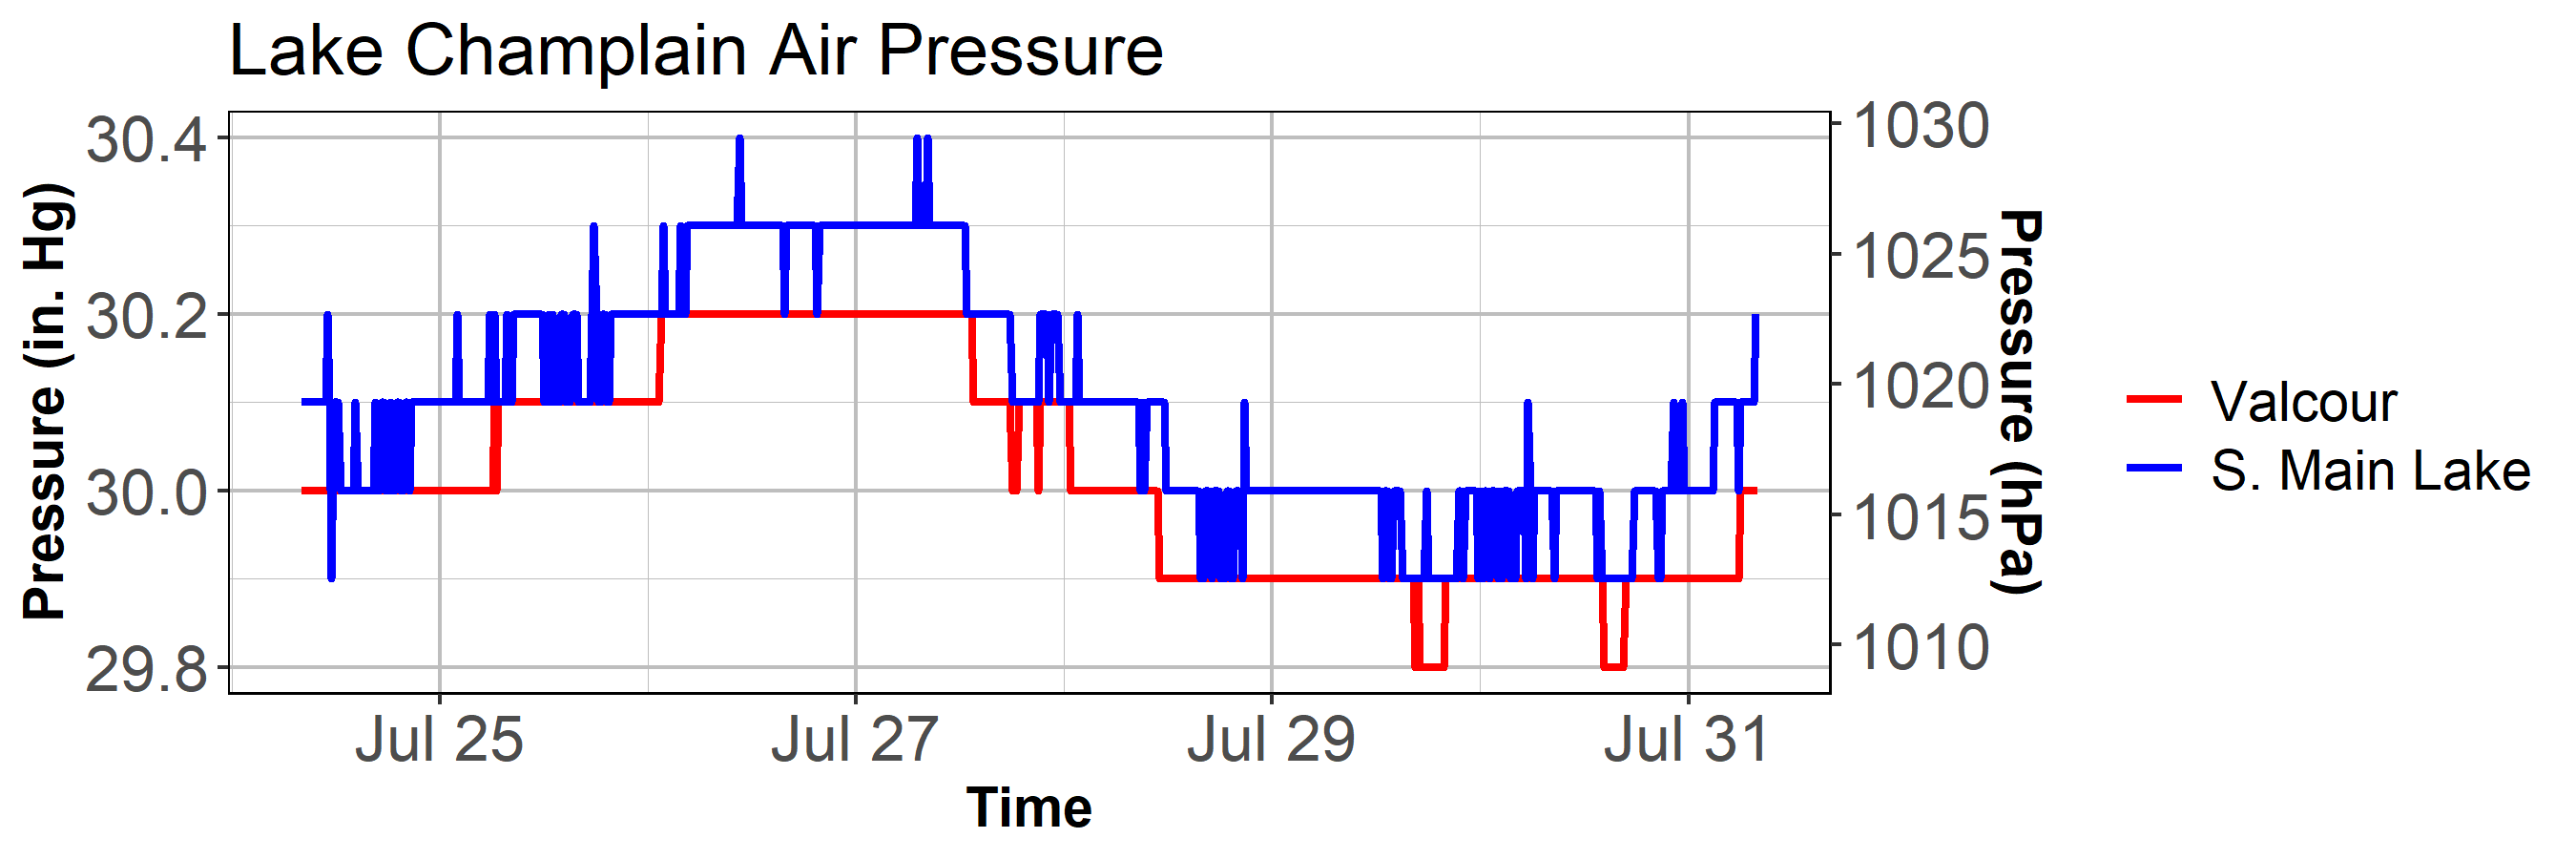 Lake Champlain Air Pressure
Pressure (in. Hg)
30.4
30.2
30.0
29.8
1030
1025
1020
1015
1010
Pressure (hPa)
Jul 25
Jul 27
Jul 29
Jul 31
Time
Valcour
S. Main Lake